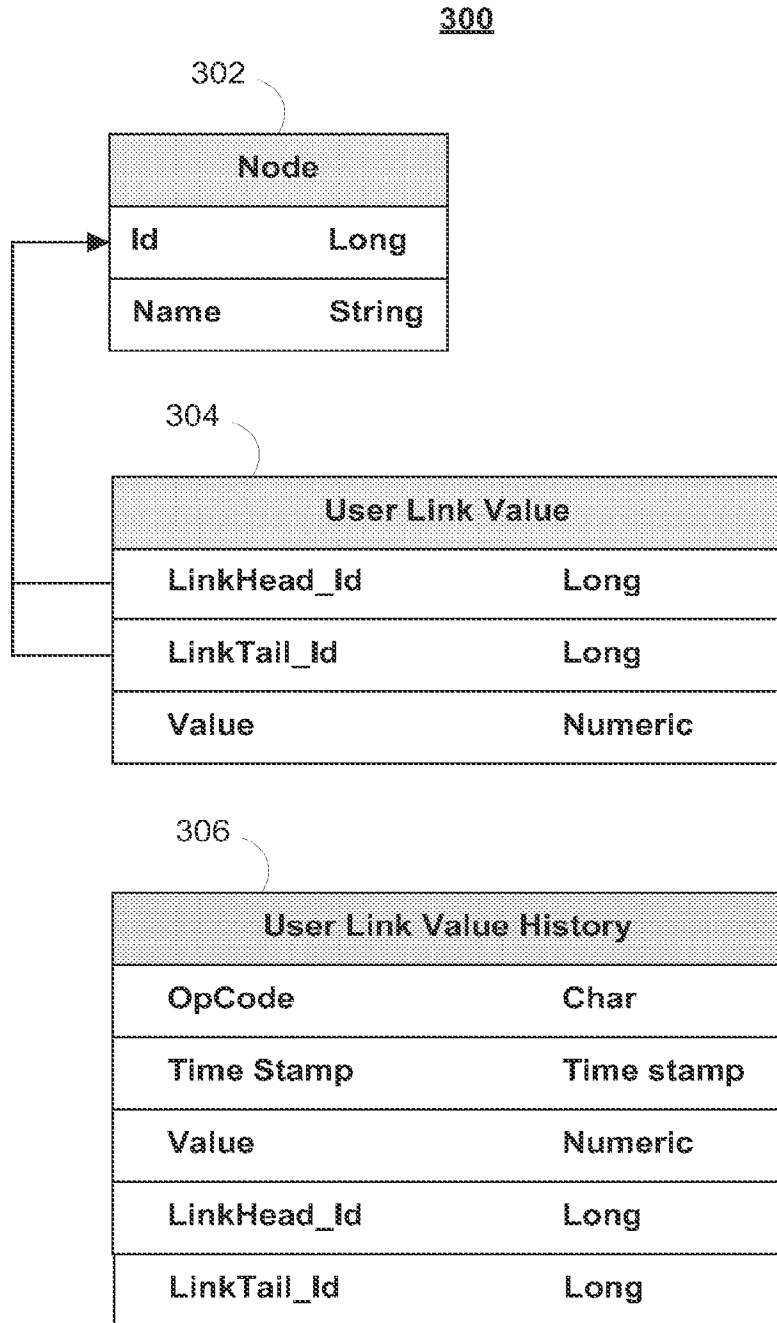 300
302
Node
Id Long
Name String
304
User Link Value
LinkHead_Id Long
LinkTail_Id Long
Value Numeric
306
User Link Value History
OpCode Char
Time Stamp Time stamp
Value Numeric
LinkHead_Id Long
LinkTail_Id Long